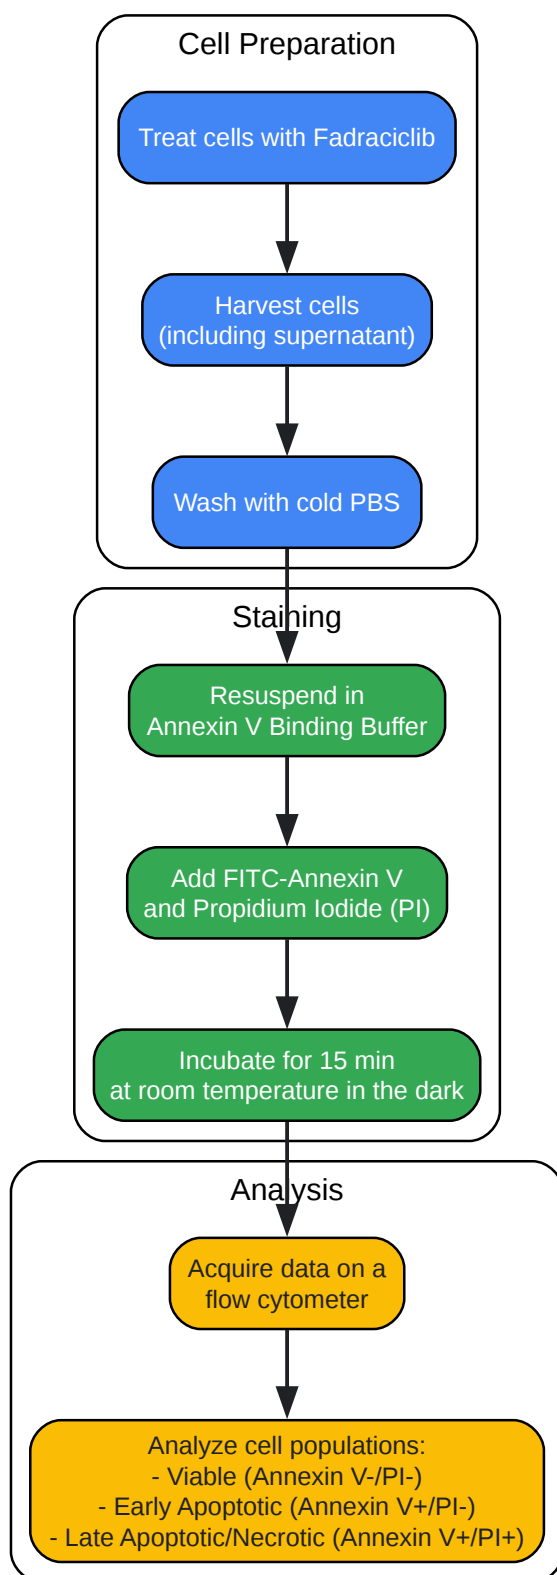 Cell Preparation
Treat cells with Fadraciclib
Harvest cells
(including supernatant)
Wash with cold PBS
Staining
Resuspend in
Annexin V Binding Buffer
Add FITC-Annexin V
and Propidium Iodide (PI)
Incubate for 15 min
at room temperature in the dark
Analysis
Acquire data on a
flow cytometer
Analyze cell populations:
- Viable (Annexin V-/PI-)
- Early Apoptotic (Annexin V+/PI-)
- Late Apoptotic/Necrotic (Annexin V+/PI+)